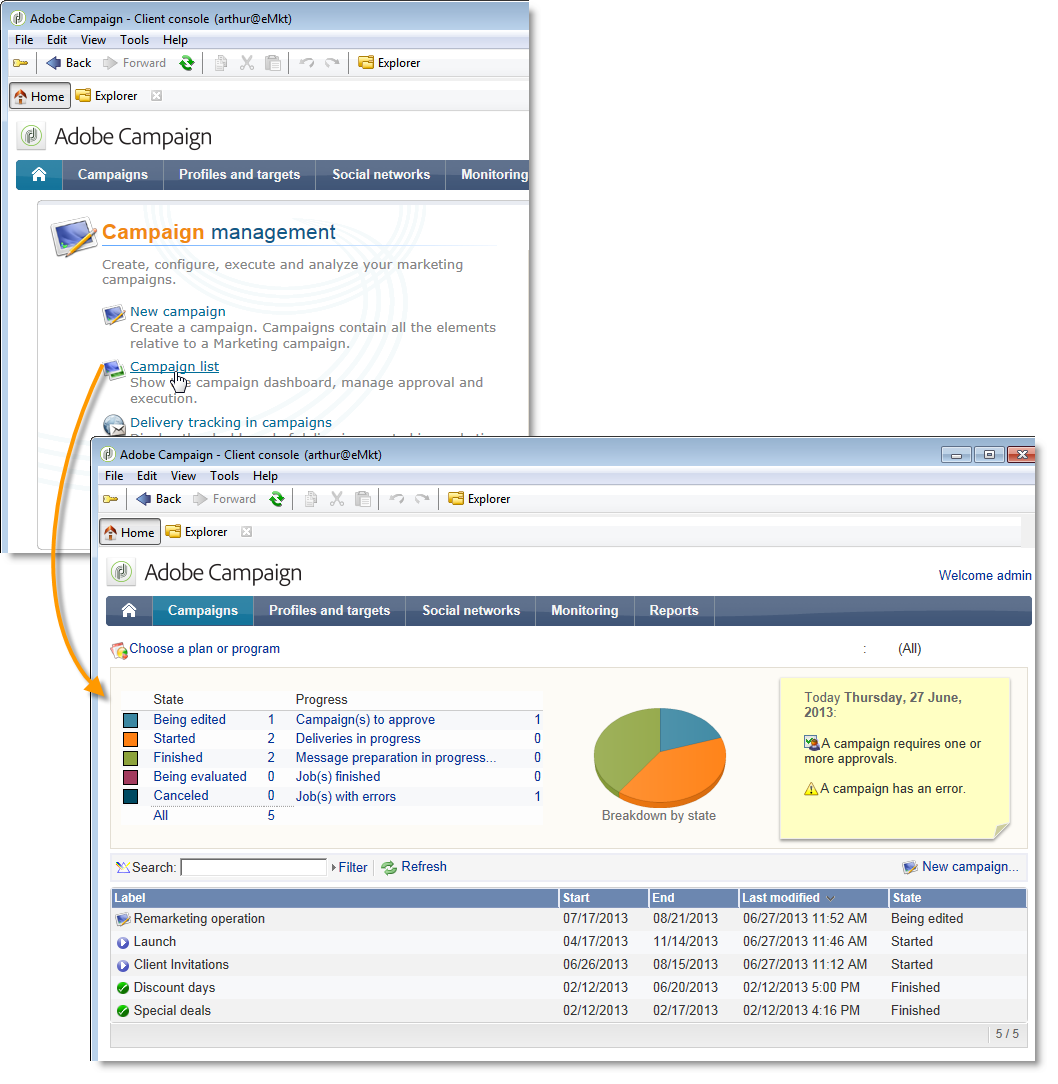 Adobe Campaign - Client console (arthur@eMkt)
File Edit View Tools Help
Back Forward Explorer
Home Explorer
Adobe Campaign
Campaigns Profiles and targets Social networks Monitoring
Campaign management
Create, configure, execute and analyze your marketing
campaigns.
New campaign
Create a campaign. Campaigns contain all the elements
relative to a Marketing campaign.
Campaign list
Show campaign dashboard, manage approval and
execution.
Delivery tracking in campaigns
Adobe Campaign - Client console (arthur@eMkt)
File Edit View Tools Help
Back Forward Explorer
Home Explorer
Adobe Campaign
Welcome admin
Campaigns Profiles and targets Social networks Monitoring Reports
Choose a plan or program : (All)
State Progress
Being edited 1 Campaign(s) to approve 1
Started 2 Deliveries in progress 0
Finished 2 Message preparation in progress... 0
Being evaluated 0 Job(s) finished 0
Canceled 0 Job(s) with errors 1
All 5
Breakdown by state
Today Thursday, 27 June,
2013:
A campaign requires one or
more approvals.
A campaign has an error.
Search: Filter Refresh New campaign...
Label Start End Last modified State
Remarketing operation 07/17/2013 08/21/2013 06/27/2013 11:52 AM Being edited
Launch 04/17/2013 11/14/2013 06/27/2013 11:46 AM Started
Client Invitations 06/26/2013 08/15/2013 06/27/2013 11:12 AM Started
Discount days 02/12/2013 06/20/2013 02/12/2013 5:00 PM Finished
Special deals 02/12/2013 02/17/2013 02/12/2013 4:16 PM Finished
5 / 5